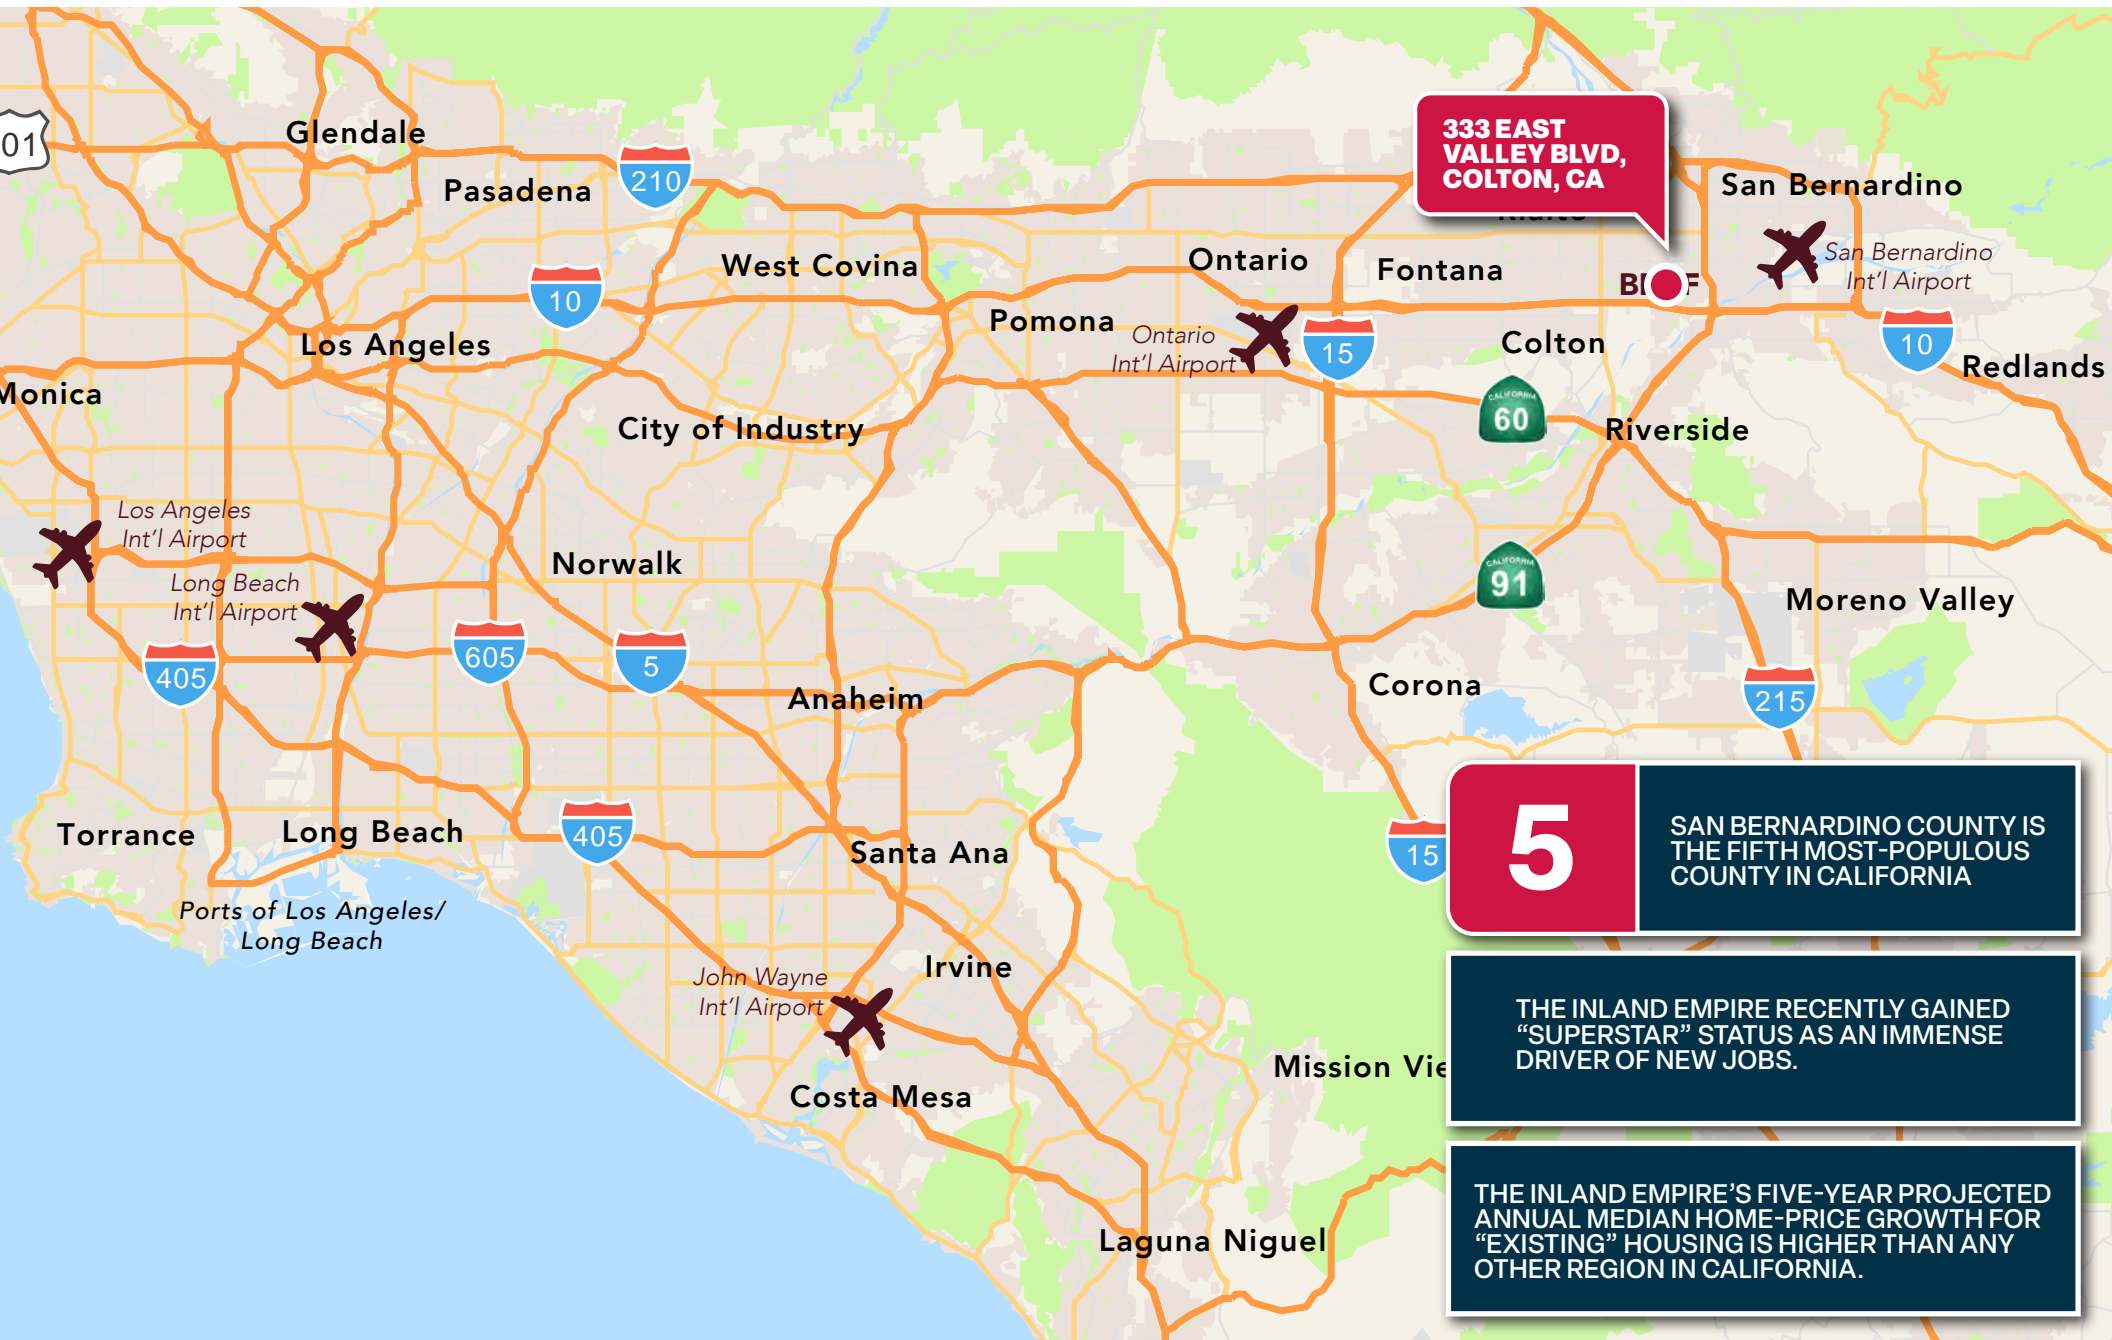 01
Glendale
Pasadena
210
333 EAST
VALLEY BLVD,
COLTON, CA
San Bernardino
San Bernardino
Int'l Airport
West Covina
Ontario
Fontana
10
Los Angeles
Pomona
Ontario
Int'l Airport
15
Colton
10
Redlands
Monica
City of Industry
CALIFORNIA
60
Riverside
Los Angeles
Int'l Airport
Long Beach
Int'l Airport
Norwalk
CALIFORNIA
91
Moreno Valley
405
605
5
Anaheim
Corona
215
Torrance
Long Beach
405
Santa Ana
15
5
SAN BERNARDINO COUNTY IS
THE FIFTH MOST-POPULOUS
COUNTY IN CALIFORNIA
Ports of Los Angeles/
Long Beach
John Wayne
Int'l Airport
Irvine
THE INLAND EMPIRE RECENTLY GAINED
“SUPERSTAR” STATUS AS AN IMMENSE
DRIVER OF NEW JOBS.
Mission Vie
Costa Mesa
Laguna Niguel
THE INLAND EMPIRE’S FIVE-YEAR PROJECTED
ANNUAL MEDIAN HOME-PRICE GROWTH FOR
“EXISTING” HOUSING IS HIGHER THAN ANY
OTHER REGION IN CALIFORNIA.